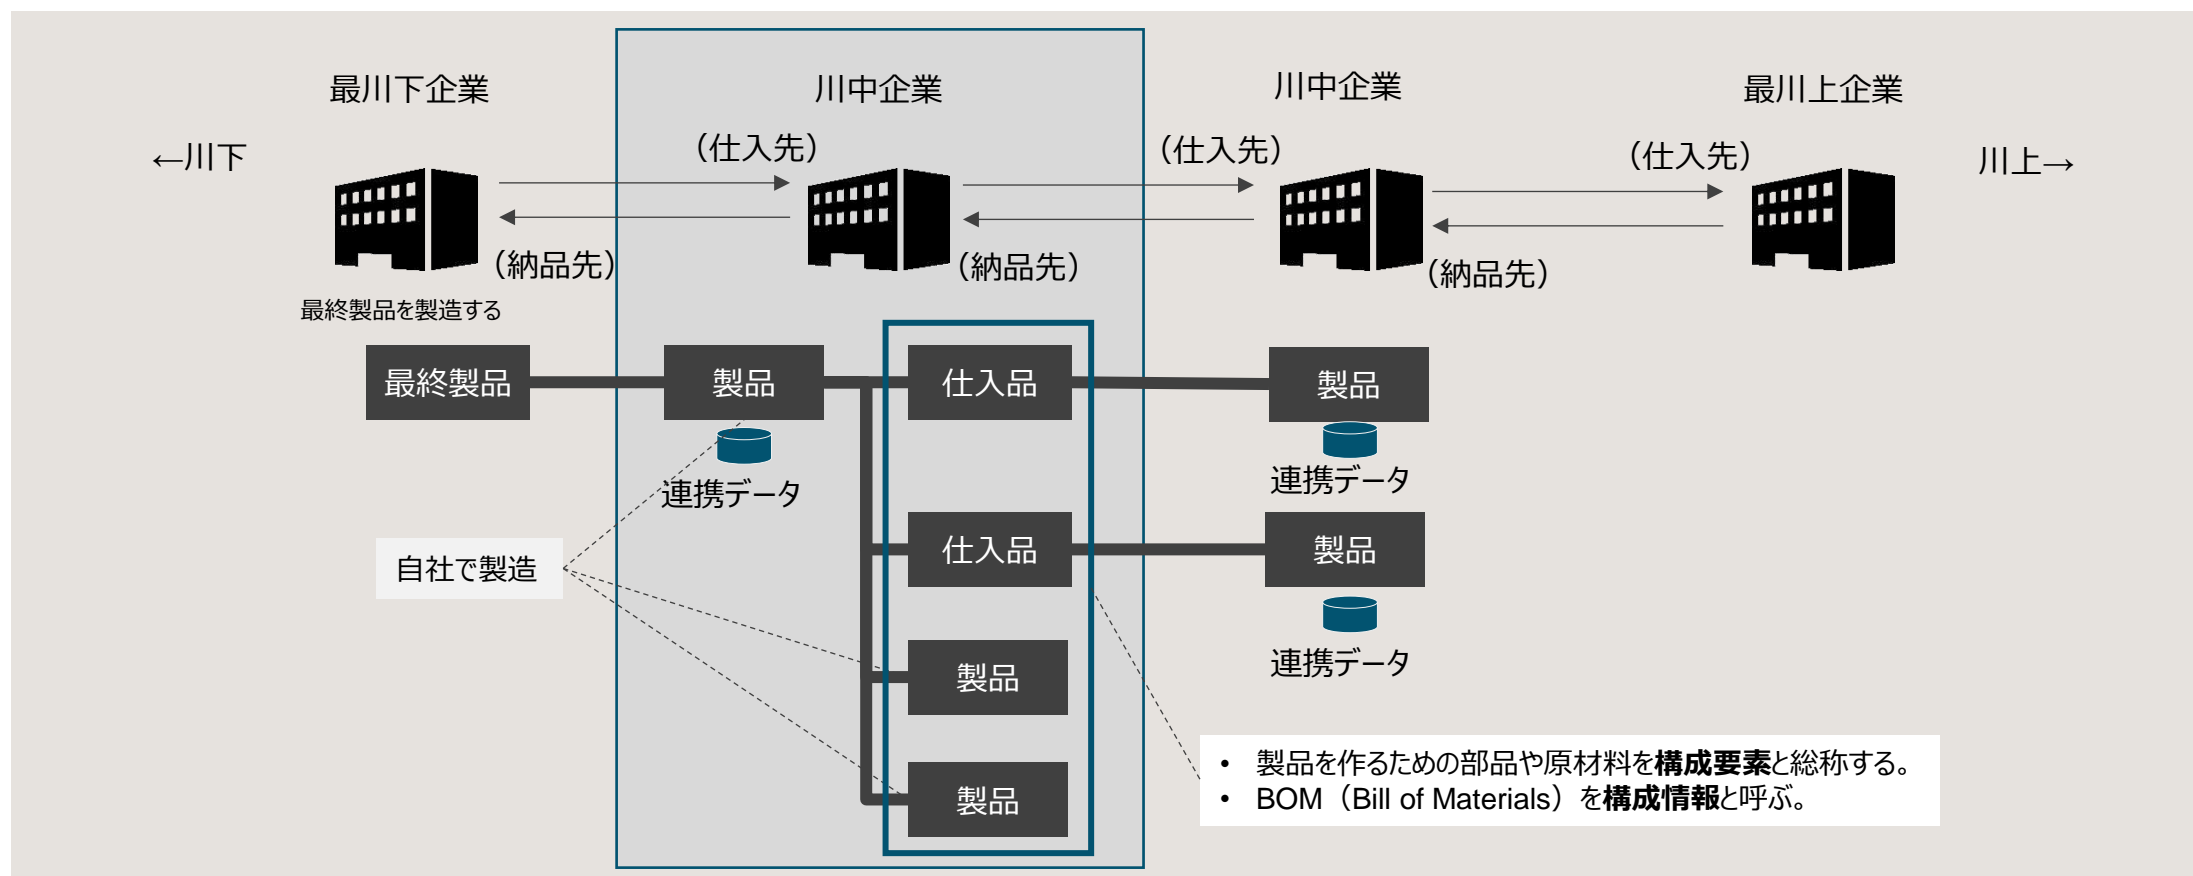 最川下企業
川中企業
川中企業
最川上企業
←川下
(仕入先)
(仕入先)
(仕入先)
川上→
(納品先)
(納品先)
(納品先)
最終製品を製造する
最終製品
製品
仕入品
製品
連携データ
連携データ
仕入品
製品
自社で製造
連携データ
製品
製品
• 製品を作るための部品や原材料を構成要素と総称する。
• BOM（Bill of Materials）を構成情報と呼ぶ。